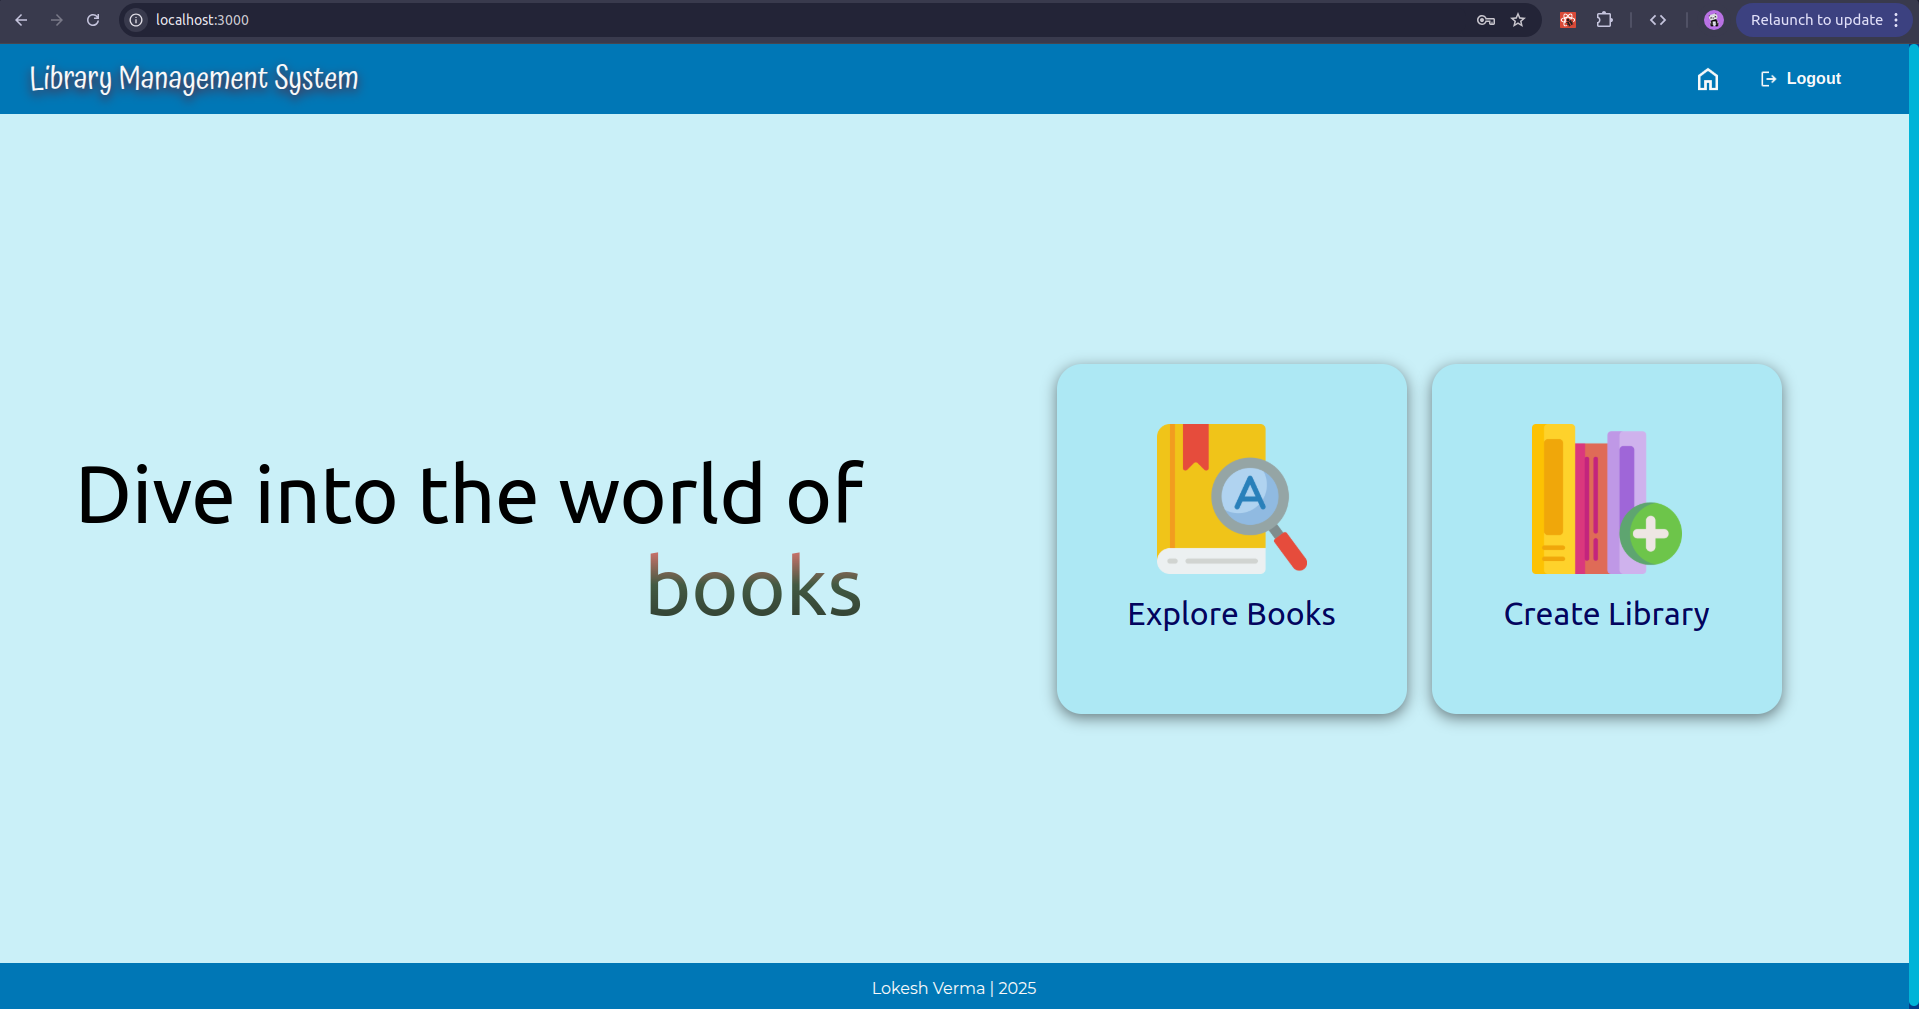 localhost:3000
Relaunch to update
Library Management System
Logout
Dive into the world of
books
A
Explore Books
Create Library
Lokesh Verma | 2025